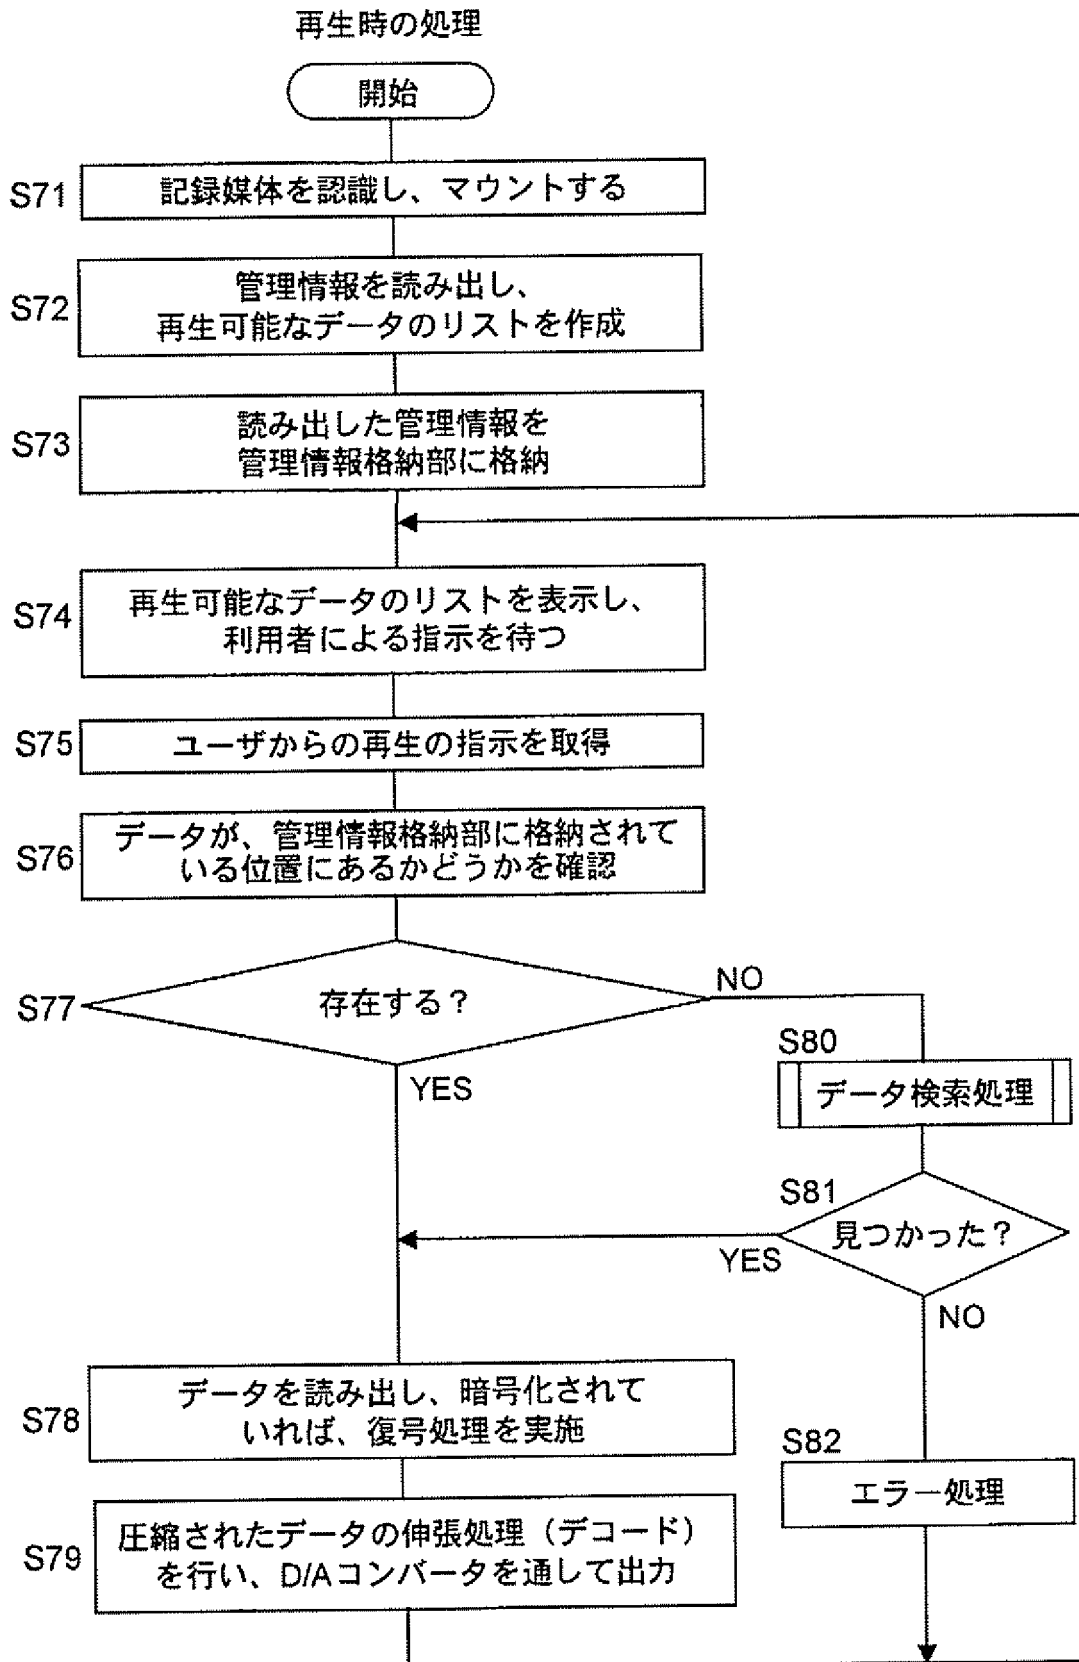 再生時の処理
開始
S71
記録媒体を認識し、マウントする
S72
管理情報を読み出し、
再生可能なデータのリストを作成
S73
読み出した管理情報を
管理情報格納部に格納
S74
再生可能なデータのリストを表示し、
利用者による指示を待つ
S75
ユーザからの再生の指示を取得
S76
データが、管理情報格納部に格納されて
いる位置にあるかどうかを確認
S77
存在する？
NO
YES
S80
データ検索処理
S81
見つかった？
YES
NO
S78
データを読み出し、暗号化されて
いれば、復号処理を実施
S82
エラー処理
S79
圧縮されたデータの伸張処理（デコード）
を行い、D/Aコンバータを通して出力